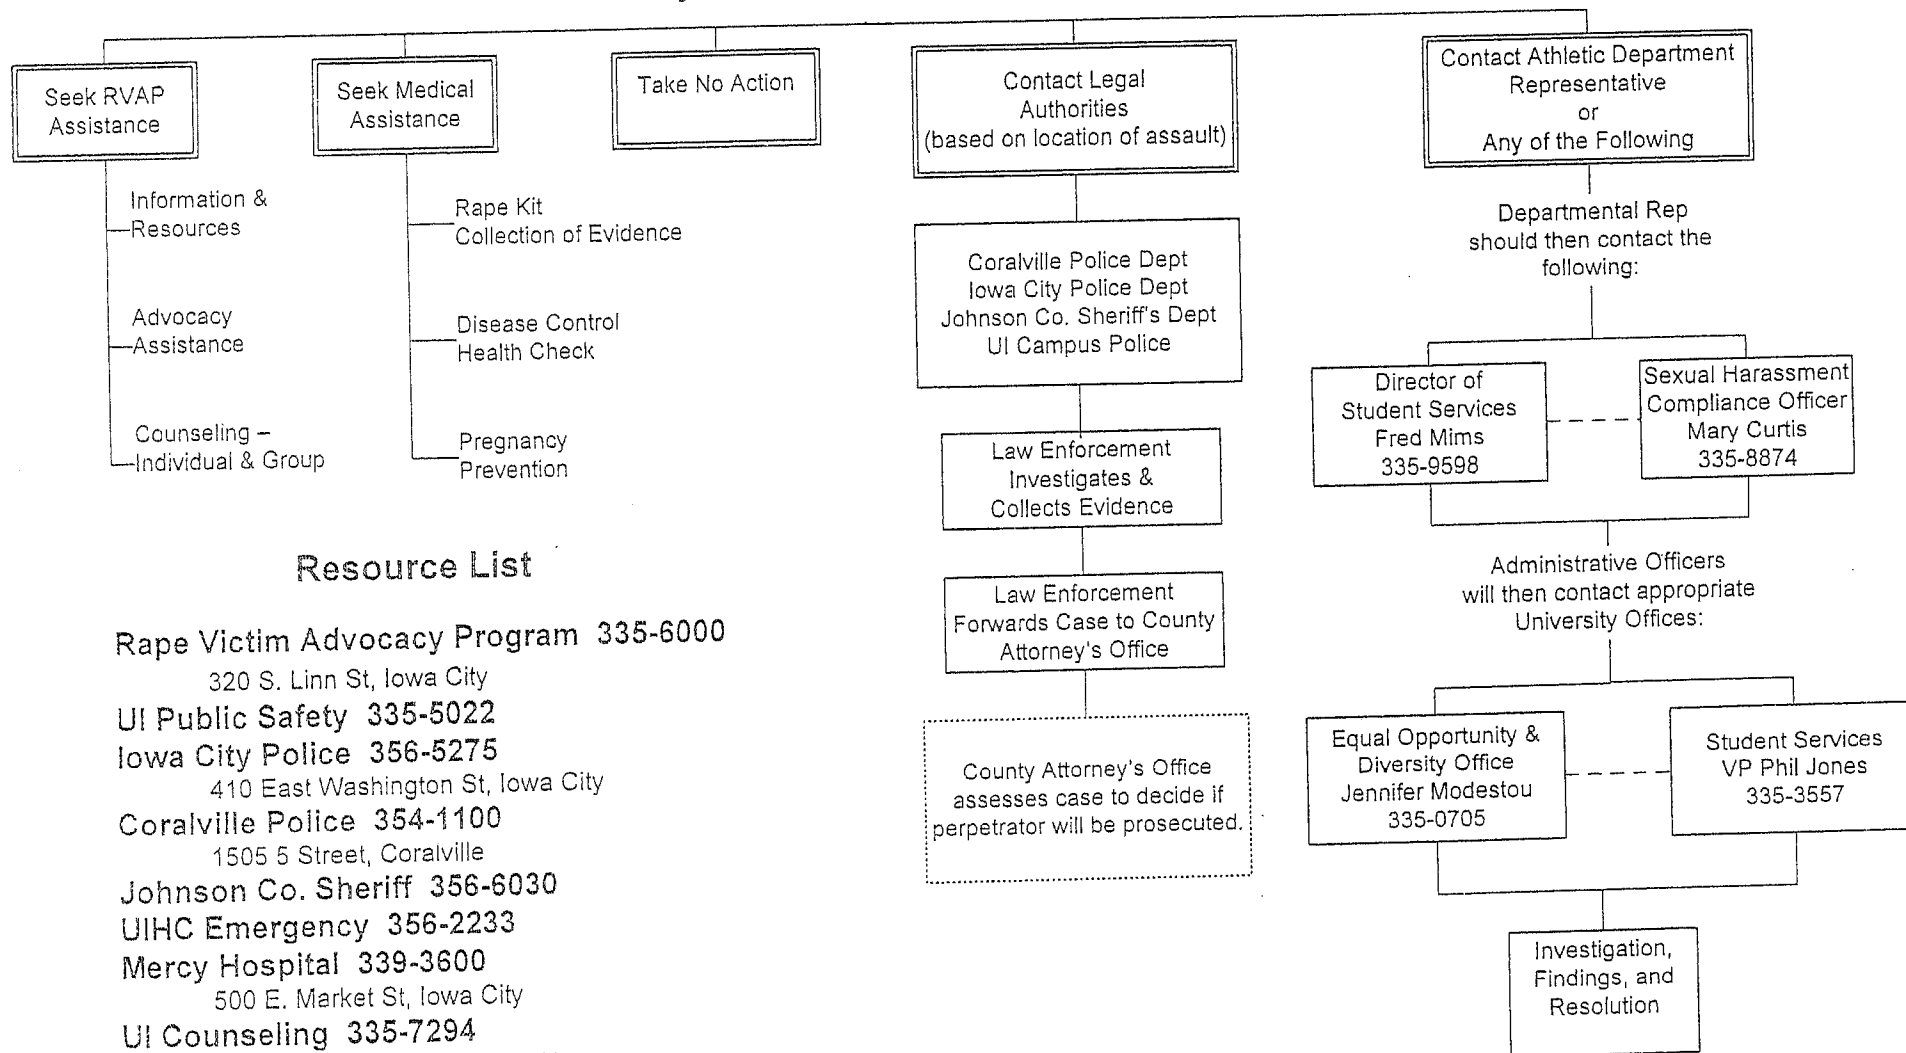 Seek RVAP
Assistance
Information &
Resources
Advocacy
Assistance
Counseling –
Individual & Group
Seek Medical
Assistance
Rape Kit
Collection of Evidence
Disease Control
Health Check
Pregnancy
Prevention
Take No Action
Contact Legal
Authorities
(based on location of assault)
Coralville Police Dept
Iowa City Police Dept
Johnson Co. Sheriff's Dept
UI Campus Police
Law Enforcement
Investigates &
Collects Evidence
Law Enforcement
Forwards Case to County
Attorney's Office
County Attorney's Office
assesses case to decide if
perpetrator will be prosecuted.
Contact Athletic Department
Representative
or
Any of the Following
Departmental Rep
should then contact the
following:
Director of
Student Services
Fred Mims
335-9598
Sexual Harassment
Compliance Officer
Mary Curtis
335-8874
Administrative Officers
will then contact appropriate
University Offices:
Equal Opportunity &
Diversity Office
Jennifer Modestou
335-0705
Student Services
VP Phil Jones
335-3557
Investigation,
Findings, and
Resolution
Resource List
Rape Victim Advocacy Program 335-6000
320 S. Linn St, Iowa City
UI Public Safety 335-5022
Iowa City Police 356-5275
410 East Washington St, Iowa City
Coralville Police 354-1100
1505 5 Street, Coralville
Johnson Co. Sheriff 356-6030
UIHC Emergency 356-2233
Mercy Hospital 339-3600
500 E. Market St, Iowa City
UI Counseling 335-7294